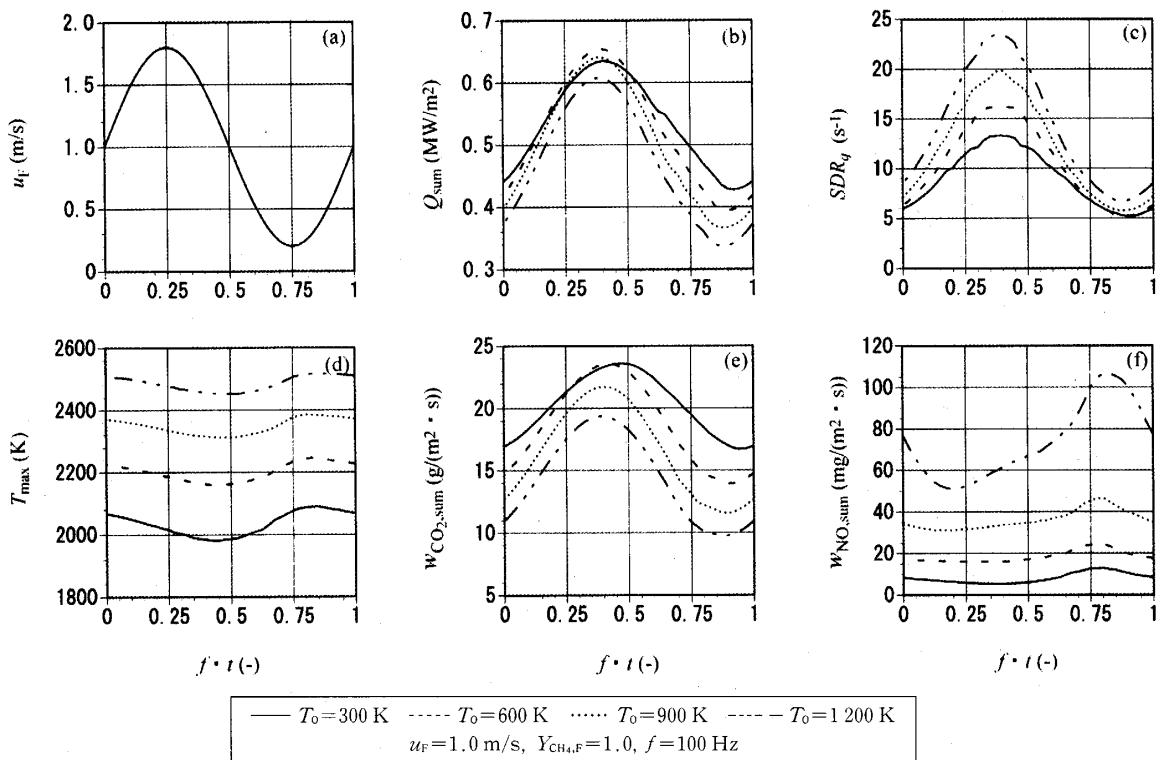 2.0 (a)
1.5
1.0
0.5
0
u_F (m/s)
0 0.25 0.5 0.75 1
0.7 (b)
0.6
0.5
0.4
0.3
Q_sum (MW/m²)
0 0.25 0.5 0.75 1
25 (c)
20
15
10
5
0
SDR_q (s⁻¹)
0 0.25 0.5 0.75 1
2600 (d)
2400
2200
2000
1800
T_max (K)
0 0.25 0.5 0.75 1
f・t (-)
25 (e)
20
15
10
5
w_CO₂,sum (g/(m²・s))
0 0.25 0.5 0.75 1
f・t (-)
120 (f)
100
80
60
40
20
0
w_NO,sum (mg/(m²・s))
0 0.25 0.5 0.75 1
f・t (-)
T₀=300 K T₀=600 K T₀=900 K T₀=1 200 K
u_F=1.0 m/s, Y_CH₄,F=1.0, f=100 Hz